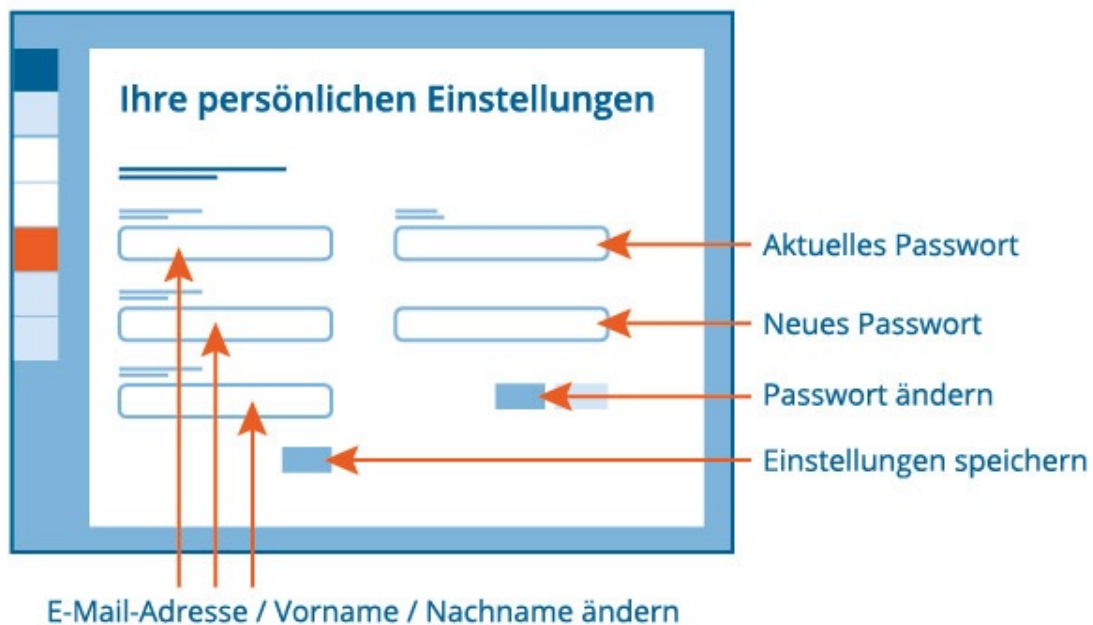 Ihre persönlichen Einstellungen
Aktuelles Passwort
Neues Passwort
Passwort ändern
Einstellungen speichern
E-Mail-Adresse / Vorname / Nachname ändern